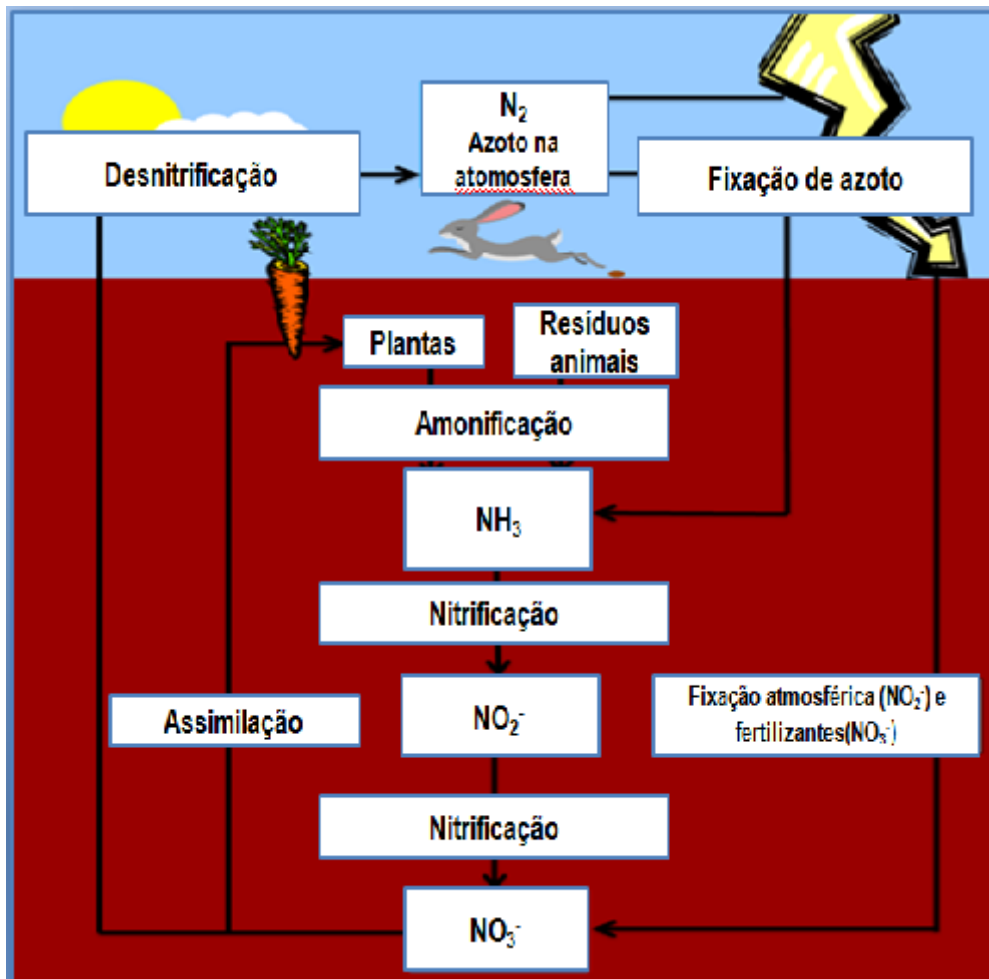 N₂
Azoto na
atomosfera
Desnitrificação
Fixação de azoto
Plantas
Resíduos
animais
Amonificação
NH₃
Nitrificação
Assimilação
NO₂⁻
Fixação atmosférica (NO₂⁻) e
fertilizantes(NO₃⁻)
Nitrificação
NO₃⁻